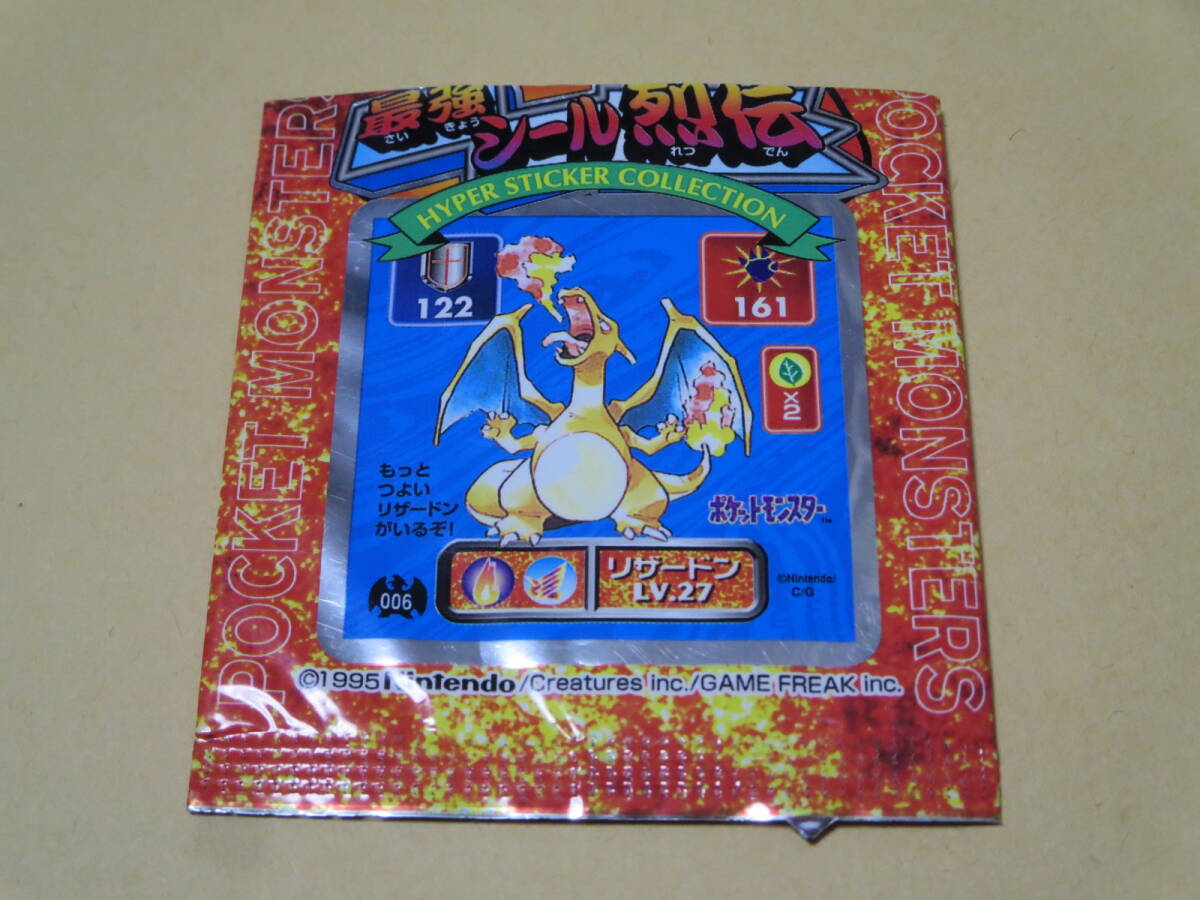 最強
さい きょう
シール
烈伝
れつ でん
HYPER STICKER COLLECTION
POCKET MONSTER
POCKET MONSTERS
122
161
×2
もっと
つよい
リザードン
がいるぞ!
ポケットモンスター™
006
リザードン
LV.27
©Nintendo/
C/G
©1995 Nintendo/Creatures inc./GAME FREAK inc.